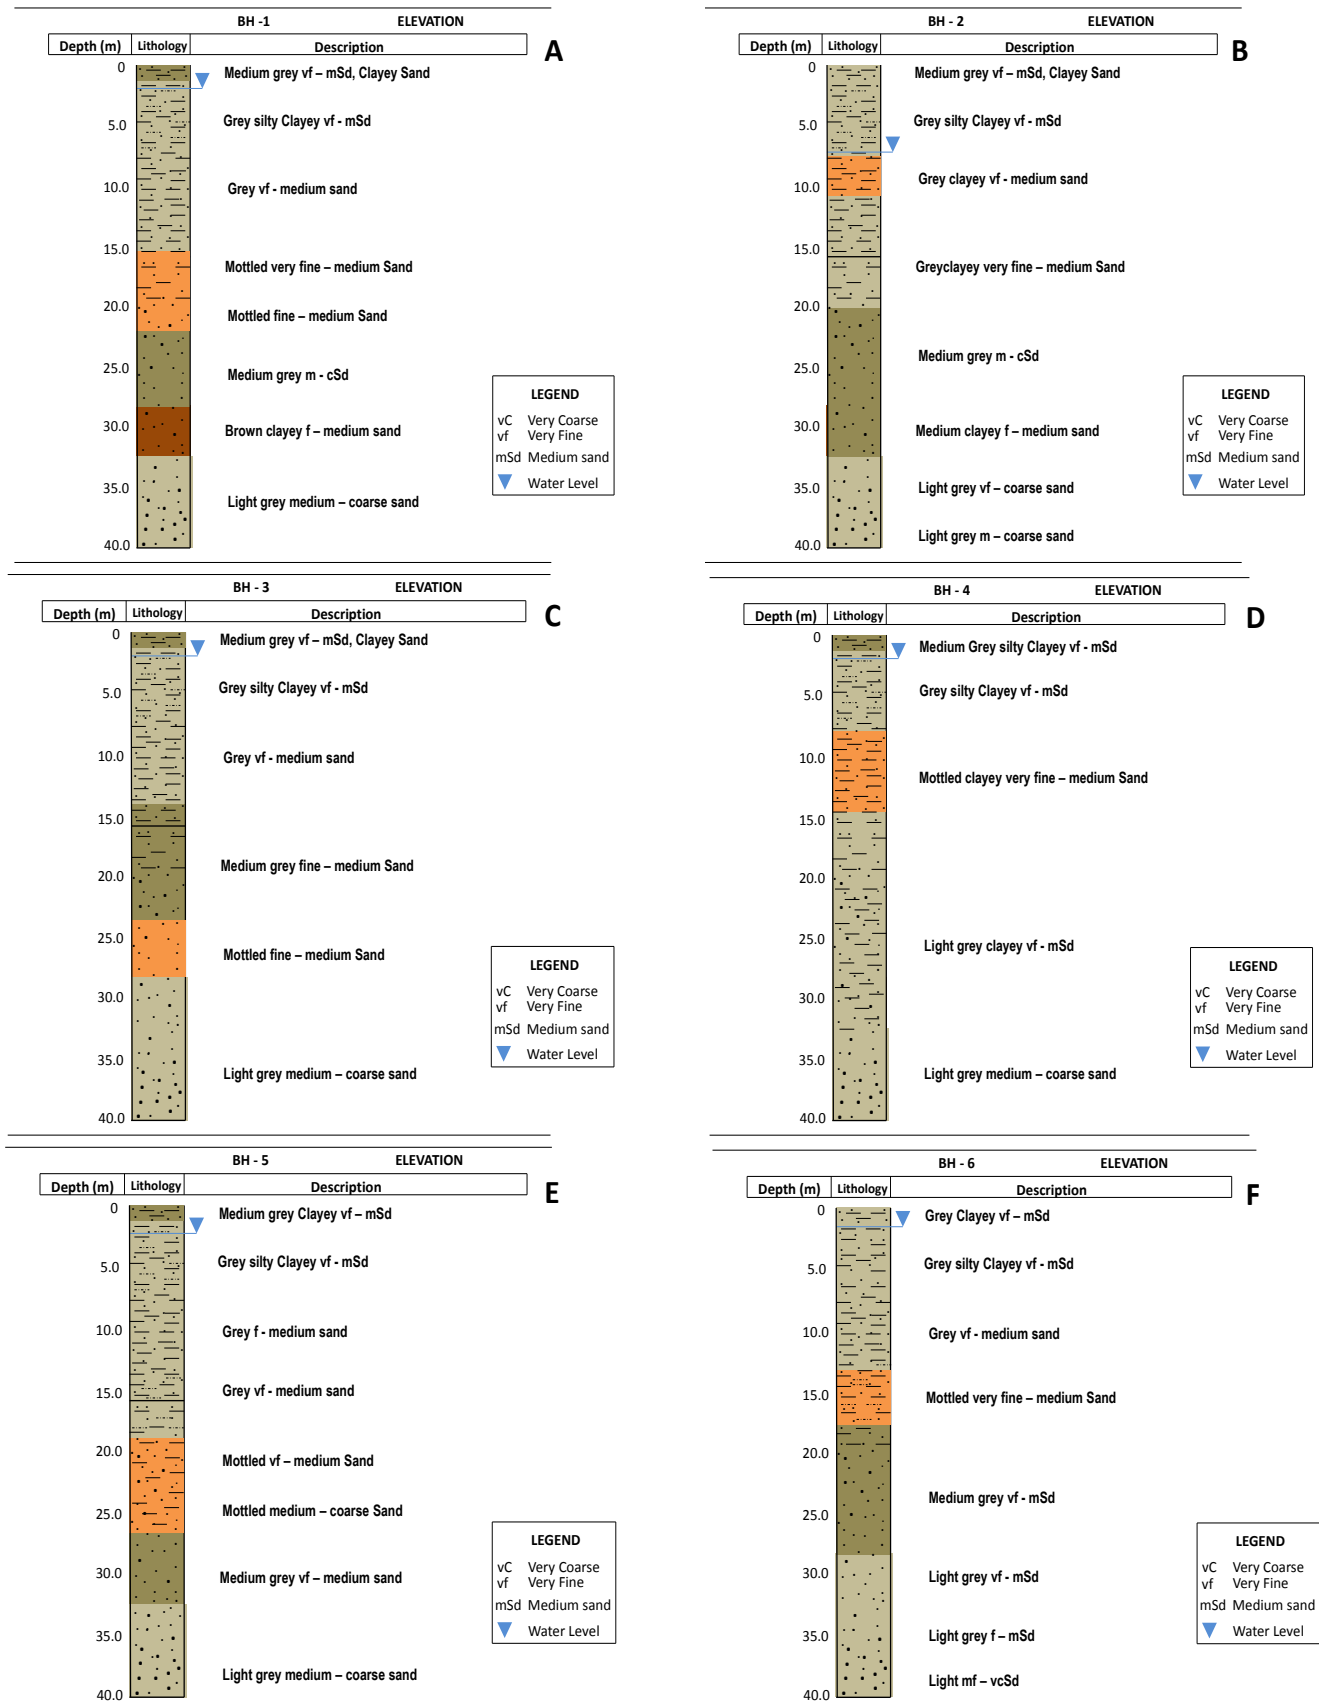 BH -1 ELEVATION
Depth (m) Lithology Description
A
0 Medium grey vf – mSd, Clayey Sand
5.0 Grey silty Clayey vf - mSd
10.0 Grey vf - medium sand
15.0
Mottled very fine – medium Sand
20.0
Mottled fine – medium Sand
25.0 Medium grey m - cSd
30.0 Brown clayey f – medium sand
35.0
Light grey medium – coarse sand
40.0
LEGEND
vC Very Coarse
vf Very Fine
mSd Medium sand
Water Level
BH - 2 ELEVATION
Depth (m) Lithology Description
B
0 Medium grey vf – mSd, Clayey Sand
5.0 Grey silty Clayey vf - mSd
10.0 Grey clayey vf - medium sand
15.0
Greyclayey very fine – medium Sand
20.0
Medium grey m - cSd
25.0
30.0 Medium clayey f – medium sand
35.0 Light grey vf – coarse sand
Light grey m – coarse sand
40.0
LEGEND
vC Very Coarse
vf Very Fine
mSd Medium sand
Water Level
BH - 3 ELEVATION
Depth (m) Lithology Description
C
0 Medium grey vf – mSd, Clayey Sand
5.0 Grey silty Clayey vf - mSd
10.0 Grey vf - medium sand
15.0
Medium grey fine – medium Sand
20.0
25.0
Mottled fine – medium Sand
30.0
35.0
Light grey medium – coarse sand
40.0
LEGEND
vC Very Coarse
vf Very Fine
mSd Medium sand
Water Level
BH - 4 ELEVATION
Depth (m) Lithology Description
D
0 Medium Grey silty Clayey vf - mSd
5.0 Grey silty Clayey vf - mSd
10.0
Mottled clayey very fine – medium Sand
15.0
20.0
25.0 Light grey clayey vf - mSd
30.0
35.0
Light grey medium – coarse sand
40.0
LEGEND
vC Very Coarse
vf Very Fine
mSd Medium sand
Water Level
BH - 5 ELEVATION
Depth (m) Lithology Description
E
0 Medium grey Clayey vf – mSd
5.0 Grey silty Clayey vf - mSd
10.0 Grey f - medium sand
15.0 Grey vf - medium sand
20.0
Mottled vf – medium Sand
25.0 Mottled medium – coarse Sand
30.0 Medium grey vf – medium sand
35.0
Light grey medium – coarse sand
40.0
LEGEND
vC Very Coarse
vf Very Fine
mSd Medium sand
Water Level
BH - 6 ELEVATION
Depth (m) Lithology Description
F
0 Grey Clayey vf – mSd
5.0 Grey silty Clayey vf - mSd
10.0 Grey vf - medium sand
15.0 Mottled very fine – medium Sand
20.0
Medium grey vf - mSd
25.0
30.0 Light grey vf - mSd
35.0 Light grey f – mSd
Light mf – vcSd
40.0
LEGEND
vC Very Coarse
vf Very Fine
mSd Medium sand
Water Level